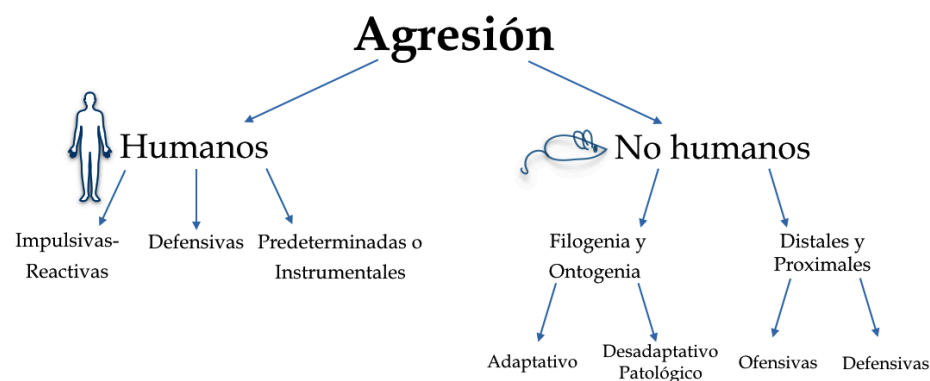 Agresión
Humanos
No humanos
Impulsivas-
Reactivas
Defensivas
Predeterminadas o
Instrumentales
Filogenia y
Ontogenia
Distales y
Proximales
Adaptativo
Desadaptativo
Patológico
Ofensivas
Defensivas